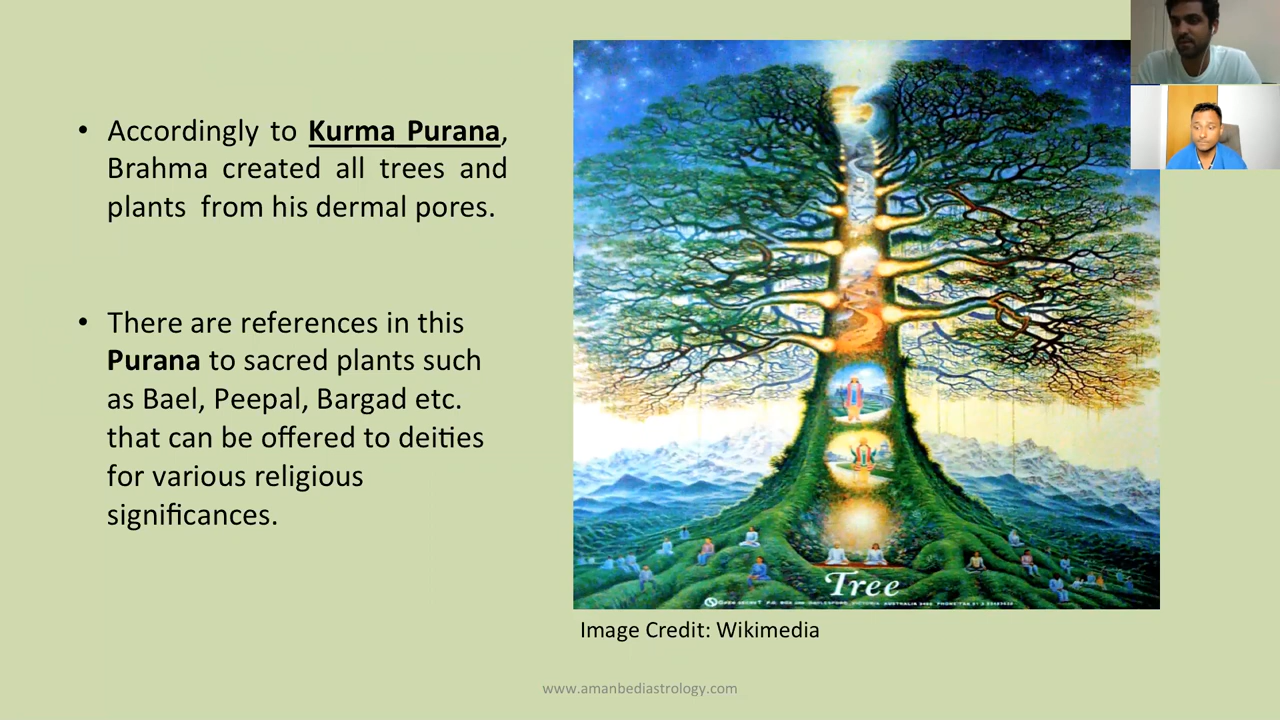 • Accordingly to Kurma Purana,
Brahma created all trees and
plants from his dermal pores.
• There are references in this
Purana to sacred plants such
as Bael, Peepal, Bargad etc.
that can be offered to deities
for various religious
significances.
Tree
Image Credit: Wikimedia
www.amanbediastrology.com